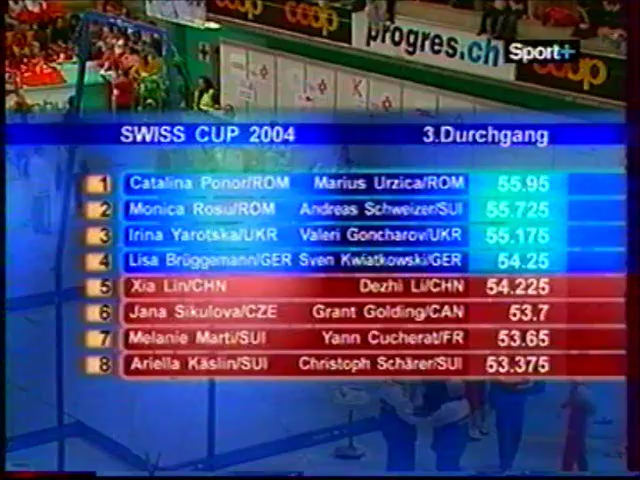 coop
coop
progres.ch
Sport+
coop
SWISS CUP 2004 3.Durchgang
1 Catalina Ponor/ROM Marius Urzica/ROM 55.95
2 Monica Rosu/ROM Andreas Schweizer/SUI 55.725
3 Irina Yarotska/UKR Valeri Goncharov/UKR 55.175
4 Lisa Brüggemann/GER Sven Kwiatkowski/GER 54.25
5 Xia Lin/CHN Dezhi Li/CHN 54.225
6 Jana Sikulova/CZE Grant Golding/CAN 53.7
7 Melanie Marti/SUI Yann Cucherat/FR 53.65
8 Ariella Käslin/SUI Christoph Schärer/SUI 53.375